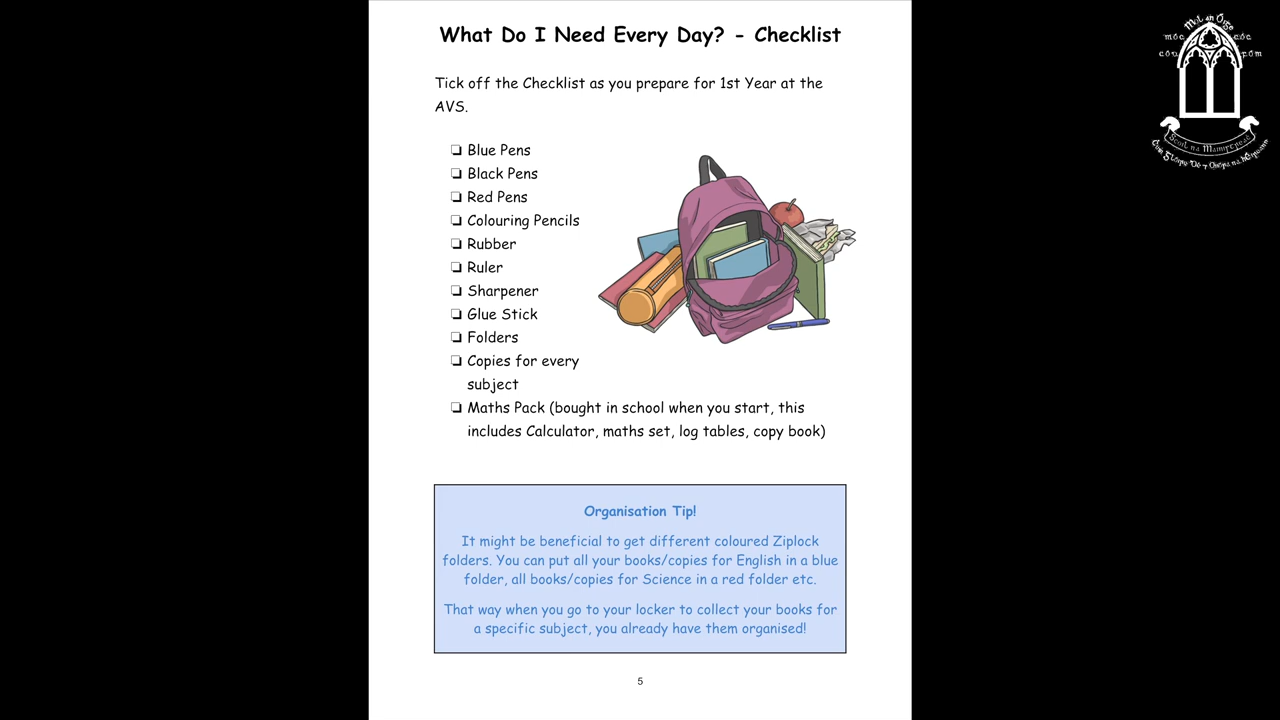 What Do I Need Every Day? - Checklist
Tick off the Checklist as you prepare for 1st Year at the
AVS.
❏ Blue Pens
❏ Black Pens
❏ Red Pens
❏ Colouring Pencils
❏ Rubber
❏ Ruler
❏ Sharpener
❏ Glue Stick
❏ Folders
❏ Copies for every
subject
❏ Maths Pack (bought in school when you start, this
includes Calculator, maths set, log tables, copy book)
Organisation Tip!
It might be beneficial to get different coloured Ziplock
folders. You can put all your books/copies for English in a blue
folder, all books/copies for Science in a red folder etc.
That way when you go to your locker to collect your books for
a specific subject, you already have them organised!
5
Mol an Óige